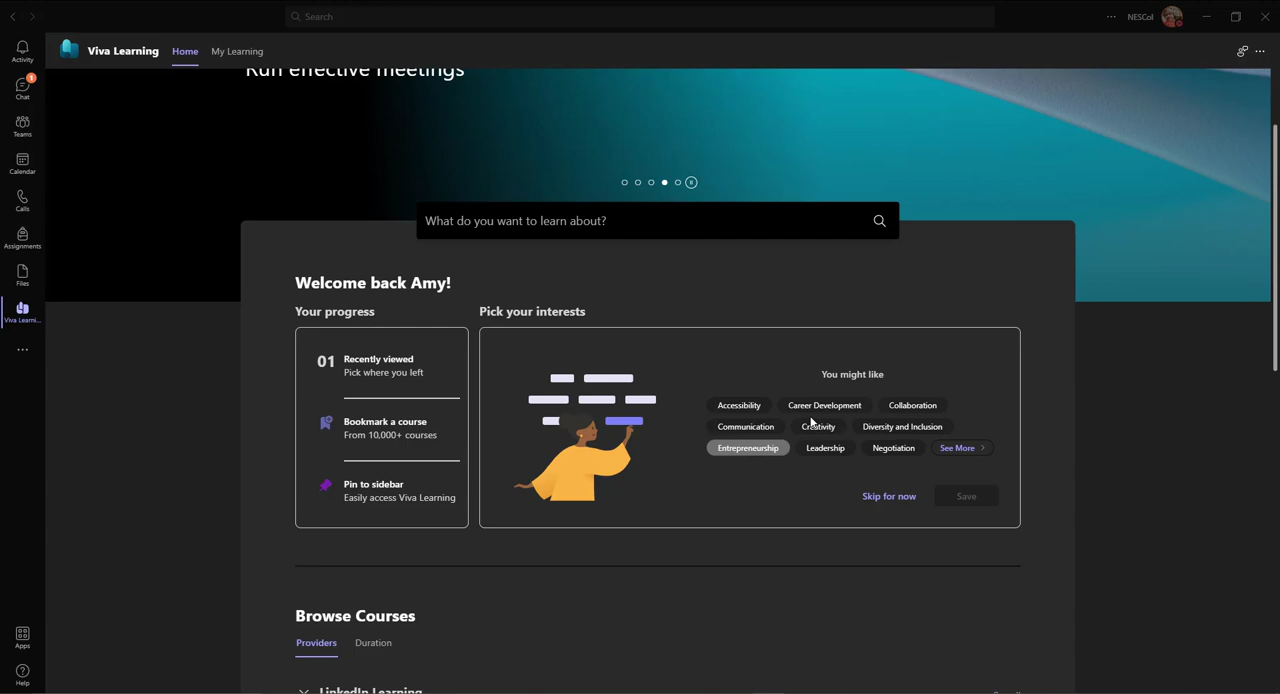 Search
NESCol
Activity
Chat
1
Teams
Calendar
Calls
Assignments
Files
Viva Learni...
Apps
Help
Viva Learning
Home
My Learning
Run effective meetings
What do you want to learn about?
Welcome back Amy!
Your progress
01
Recently viewed
Pick where you left
Bookmark a course
From 10,000+ courses
Pin to sidebar
Easily access Viva Learning
Pick your interests
You might like
Accessibility
Career Development
Collaboration
Communication
Creativity
Diversity and Inclusion
Entrepreneurship
Leadership
Negotiation
See More
Skip for now
Save
Browse Courses
Providers
Duration
LinkedIn Learning